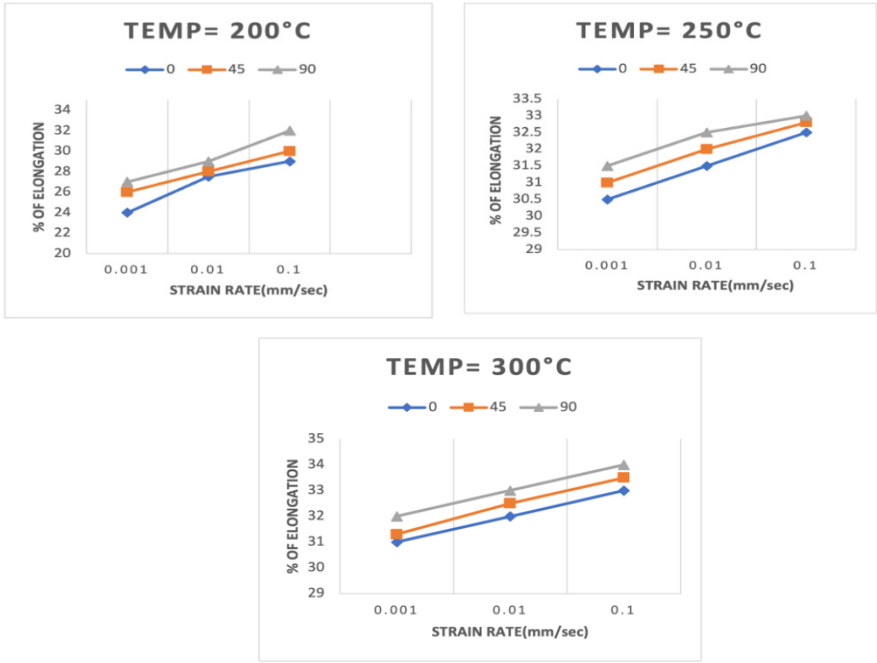 TEMP= 200°C
0 45 90
% OF ELONGATION
34
32
30
28
26
24
22
20
0.001 0.01 0.1
STRAIN RATE(mm/sec)
TEMP= 250°C
0 45 90
% OF ELONGATION
33.5
33
32.5
32
31.5
31
30.5
30
29.5
29
0.001 0.01 0.1
STRAIN RATE(mm/sec)
TEMP= 300°C
0 45 90
% OF ELONGATION
35
34
33
32
31
30
29
0.001 0.01 0.1
STRAIN RATE(mm/sec)